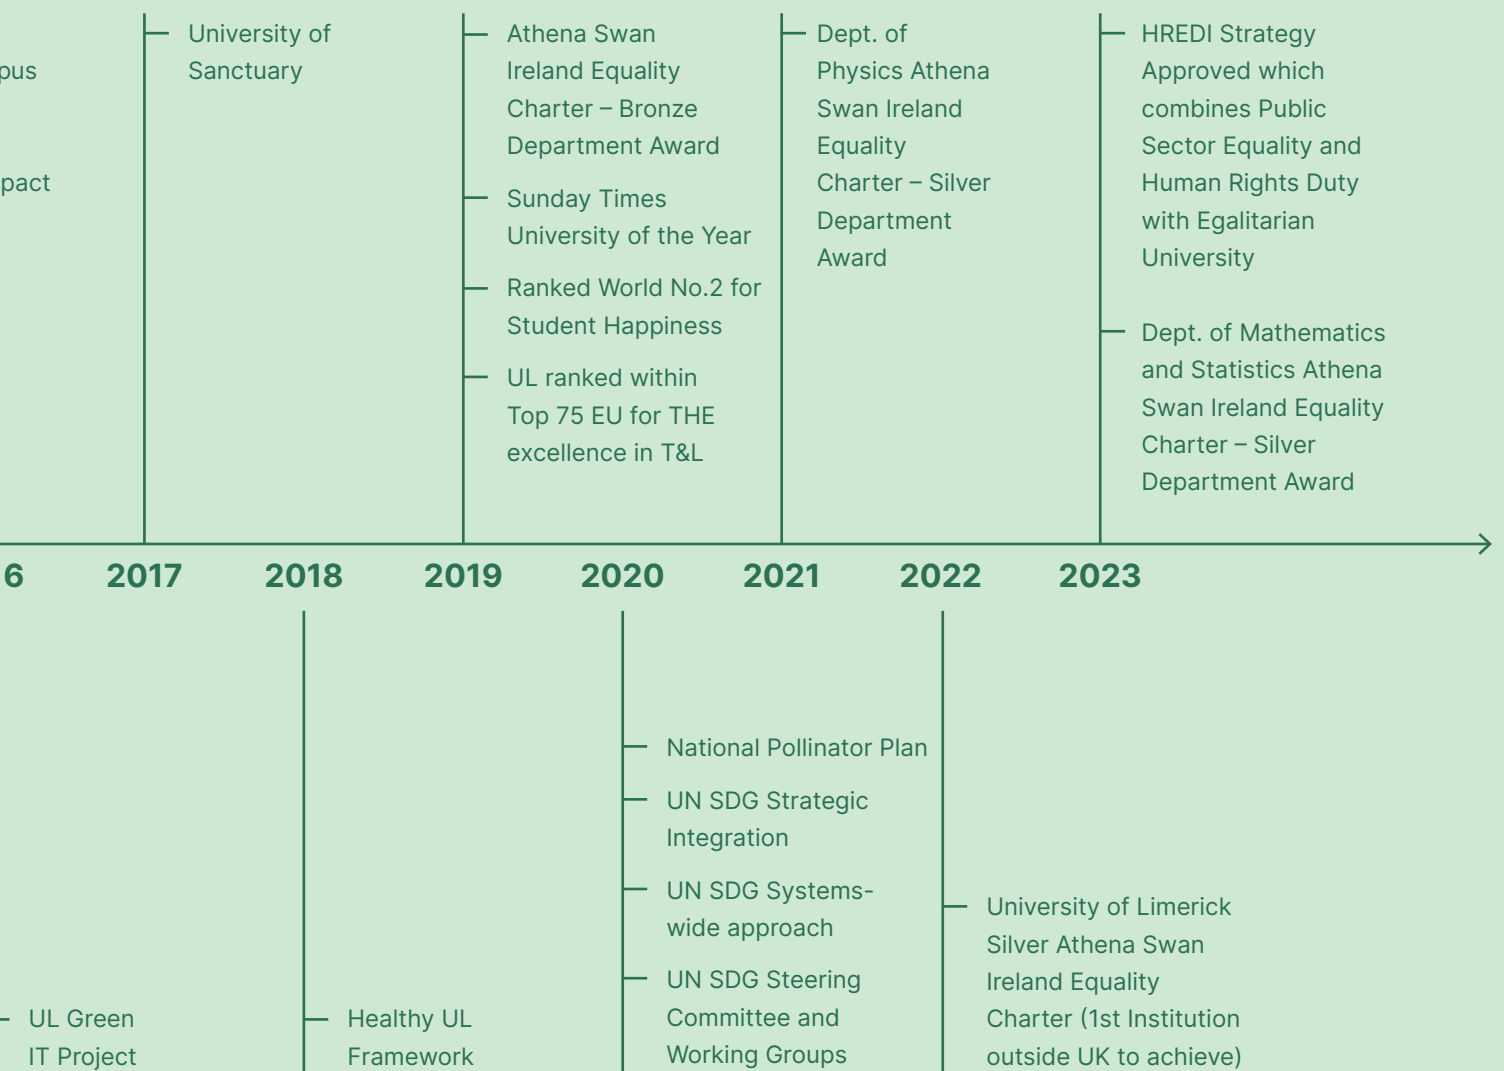 pus
pact
University of
Sanctuary
Athena Swan
Ireland Equality
Charter – Bronze
Department Award
Sunday Times
University of the Year
Ranked World No.2 for
Student Happiness
UL ranked within
Top 75 EU for THE
excellence in T&L
Dept. of
Physics Athena
Swan Ireland
Equality
Charter – Silver
Department
Award
HREDI Strategy
Approved which
combines Public
Sector Equality and
Human Rights Duty
with Egalitarian
University
Dept. of Mathematics
and Statistics Athena
Swan Ireland Equality
Charter – Silver
Department Award
6 2017 2018 2019 2020 2021 2022 2023
UL Green
IT Project
Healthy UL
Framework
National Pollinator Plan
UN SDG Strategic
Integration
UN SDG Systems-
wide approach
UN SDG Steering
Committee and
Working Groups
University of Limerick
Silver Athena Swan
Ireland Equality
Charter (1st Institution
outside UK to achieve)